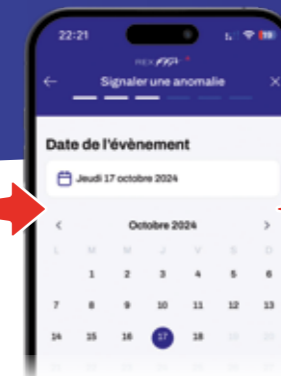 22:21
REX
Signaler une anomalie
Date de l'évènement
Jeudi 17 octobre 2024
Octobre 2024
L M M J V S D
1 2 3 4 5 6
7 8 9 10 11 12 13
14 15 16 17 18